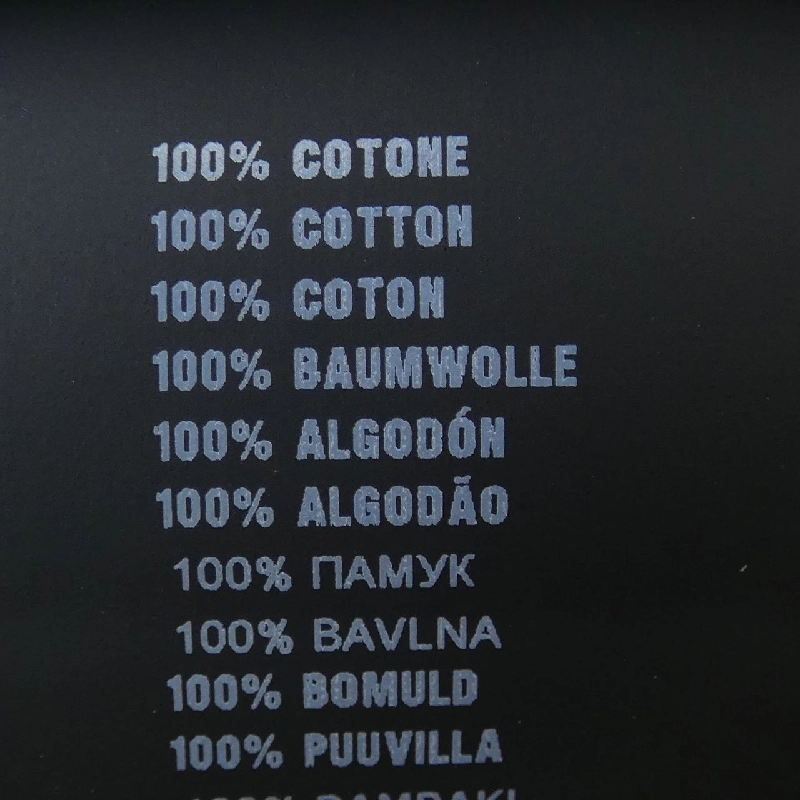 100% COTONE
100% COTTON
100% COTON
100% BAUMWOLLE
100% ALGODÓN
100% ALGODÃO
100% ПАМУК
100% BAVLNA
100% BOMULD
100% PUUVILLA